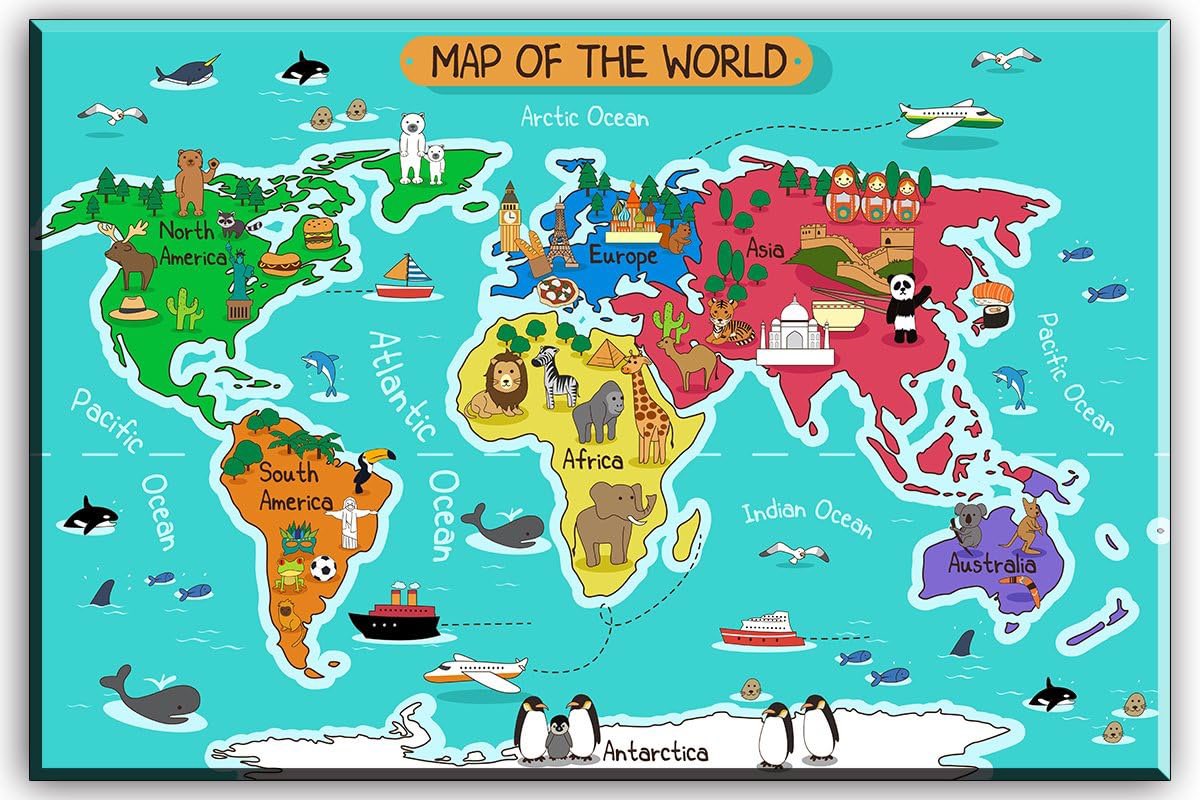 MAP OF THE WORLD
Arctic Ocean
North
America
Europe
Asia
Atlantic
Ocean
Pacific
Ocean
Pacific Ocean
South
America
Africa
Indian Ocean
Australia
Antarctica